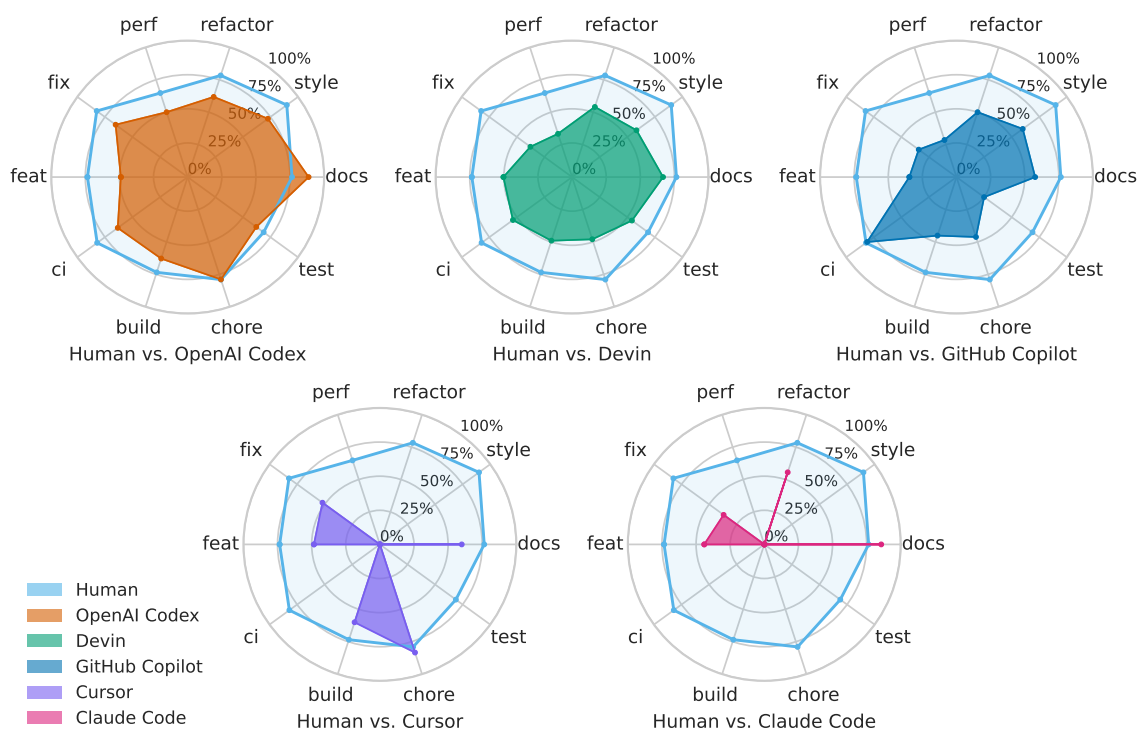 perf refactor
100%
fix 75% style
50%
25%
0%
feat docs
ci test
build chore
Human vs. OpenAI Codex
perf refactor
100%
75% style
fix
50%
25%
0%
feat docs
ci test
build chore
Human vs. Devin
perf refactor
100%
fix 75% style
50%
25%
0%
feat docs
ci test
build chore
Human vs. GitHub Copilot
perf refactor
100%
fix 75% style
50%
25%
0%
feat docs
ci test
build chore
Human vs. Cursor
perf refactor
100%
fix 75% style
50%
25%
0%
feat docs
ci test
build chore
Human vs. Claude Code
Human
OpenAI Codex
Devin
GitHub Copilot
Cursor
Claude Code